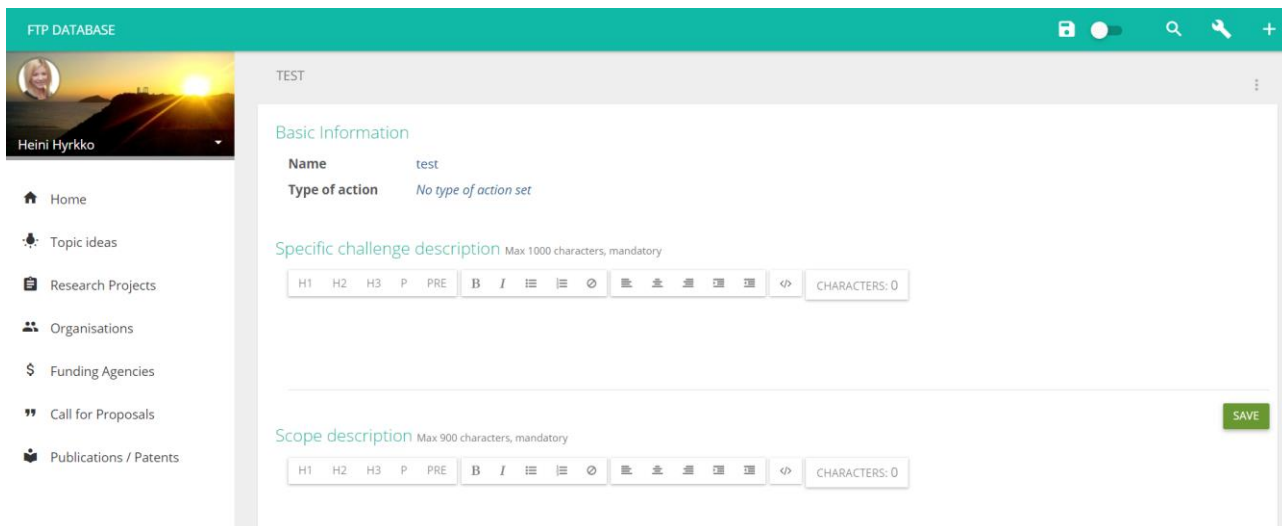 FTP DATABASE
TEST
Heini Hyrkko
Home
Topic ideas
Research Projects
Organisations
Funding Agencies
Call for Proposals
Publications / Patents
Basic Information
Name test
Type of action No type of action set
Specific challenge description Max 1000 characters, mandatory
H1 H2 H3 P PRE B I CHARACTERS: 0
SAVE
Scope description Max 900 characters, mandatory
H1 H2 H3 P PRE B I CHARACTERS: 0